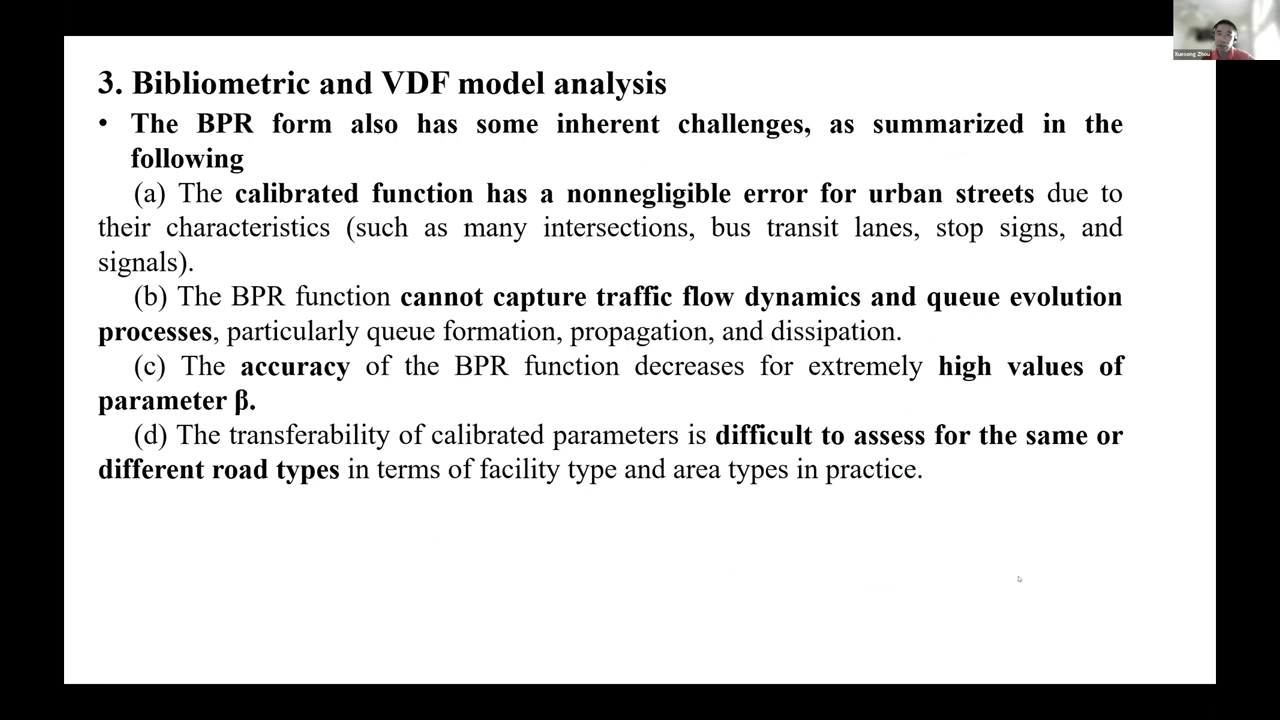 Xuesong Zhou
3. Bibliometric and VDF model analysis
• The BPR form also has some inherent challenges, as summarized in the
following
(a) The calibrated function has a nonnegligible error for urban streets due to
their characteristics (such as many intersections, bus transit lanes, stop signs, and
signals).
(b) The BPR function cannot capture traffic flow dynamics and queue evolution
processes, particularly queue formation, propagation, and dissipation.
(c) The accuracy of the BPR function decreases for extremely high values of
parameter β.
(d) The transferability of calibrated parameters is difficult to assess for the same or
different road types in terms of facility type and area types in practice.